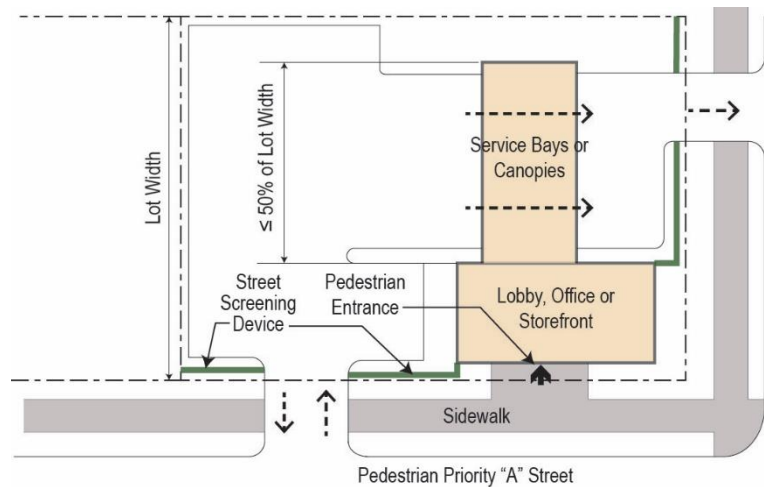 Lot Width
≤ 50% of Lot Width
Service Bays or
Canopies
Street
Screening
Device
Pedestrian
Entrance
Lobby, Office or
Storefront
Sidewalk
Pedestrian Priority “A” Street